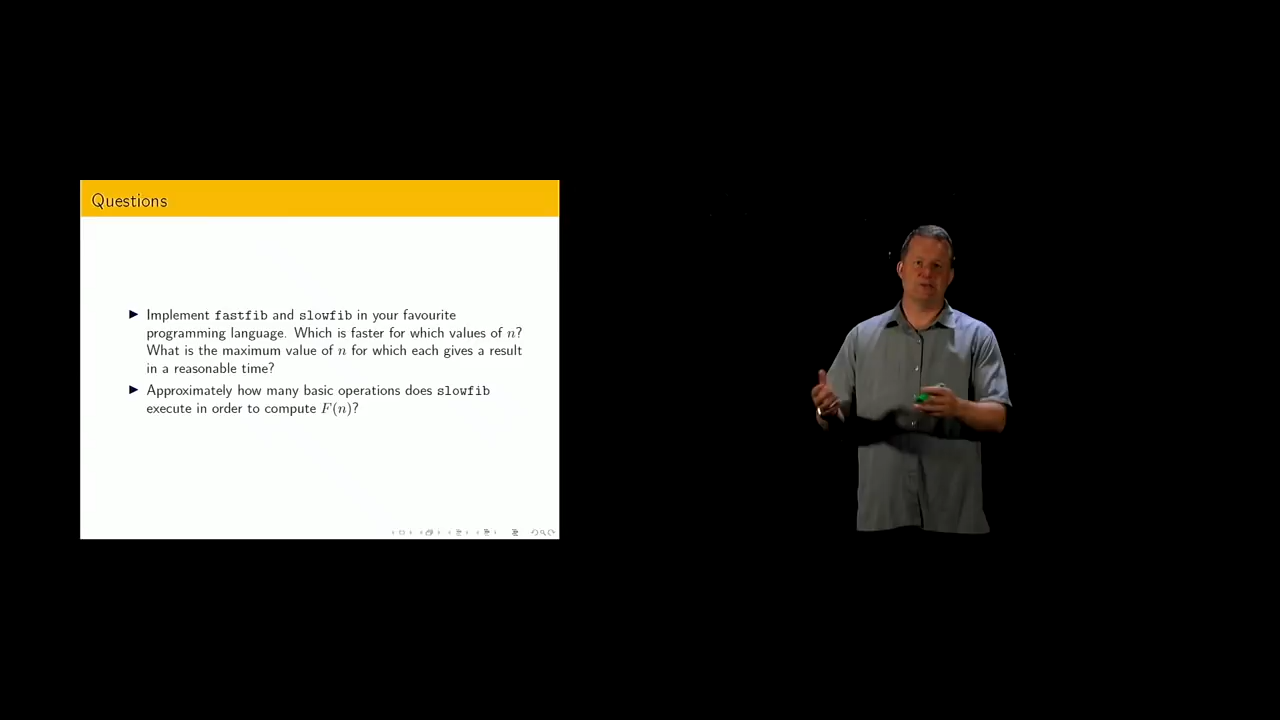 Questions
Implement fastfib and slowfib in your favourite
programming language. Which is faster for which values of n?
What is the maximum value of n for which each gives a result
in a reasonable time?
Approximately how many basic operations does slowfib
execute in order to compute F(n)?